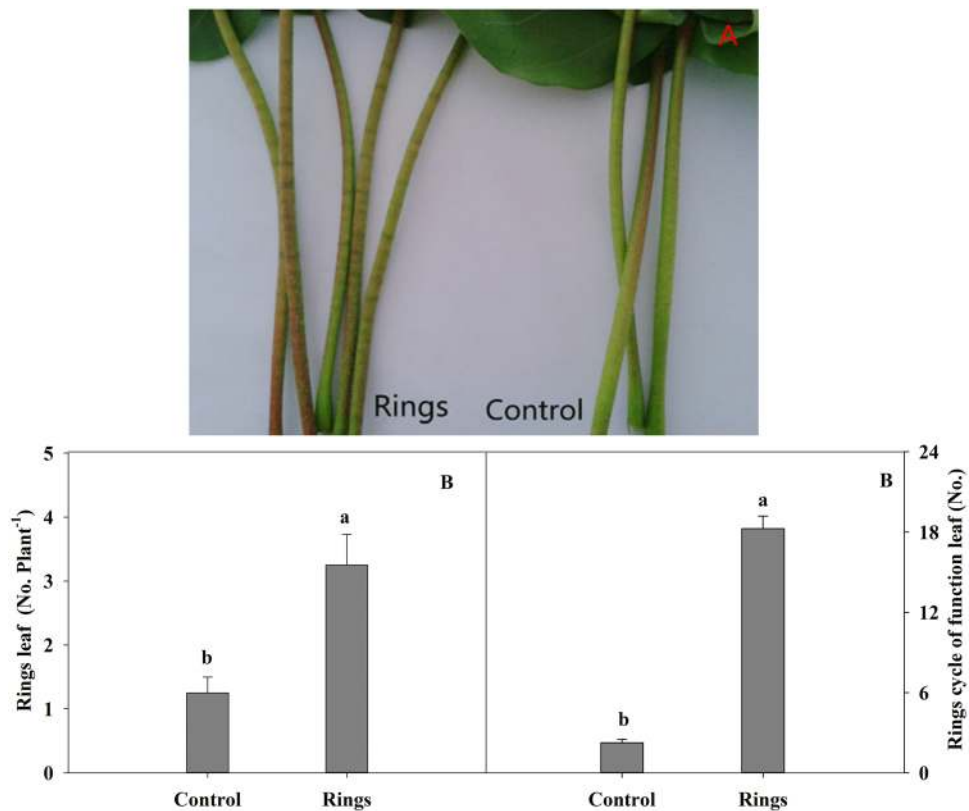 A
Rings Control
5
4
3
2
1
0
Rings leaf (No. Plant⁻¹)
B
b
a
Control Rings
B
b
a
Control Rings
24
18
12
6
0
Rings cycle of function leaf (No.)